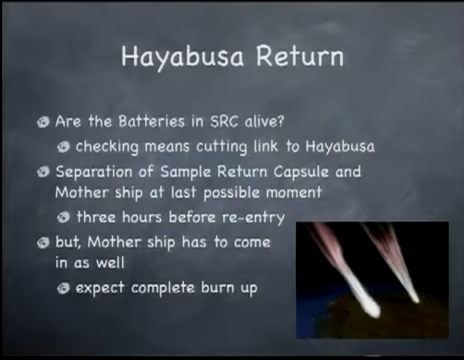 Hayabusa Return
Are the Batteries in SRC alive?
checking means cutting link to Hayabusa
Separation of Sample Return Capsule and
Mother ship at last possible moment
three hours before re-entry
but, Mother ship has to come
in as well
expect complete burn up